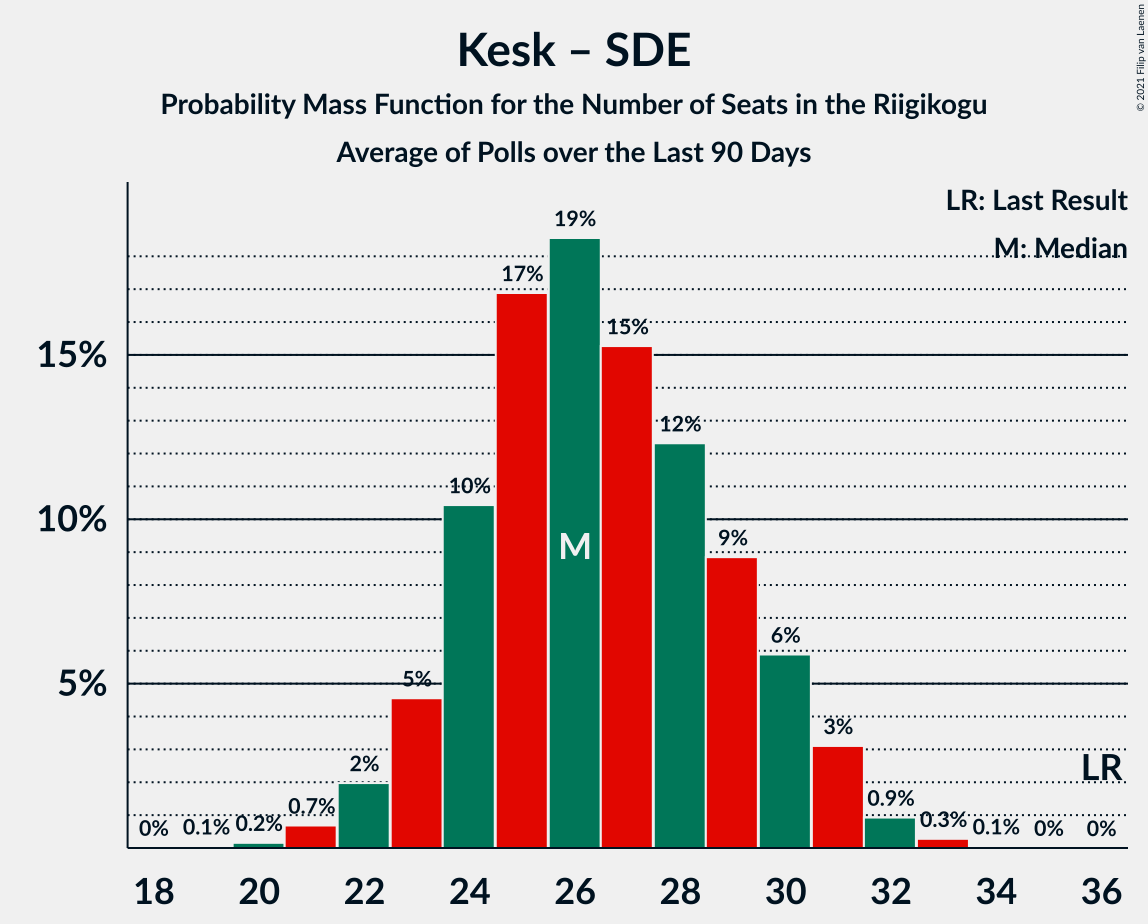 Kesk – SDE
Probability Mass Function for the Number of Seats in the Riigikogu
Average of Polls over the Last 90 Days
© 2021 Filip van Laenen
LR: Last Result
M: Median
19%
17%
15%
15%
12%
10%
10%
9%
M
6%
5%
5%
3%
LR
2%
0.9%
0.7%
0.3%
0.2%
0% 0.1% 0.1% 0% 0%
18 20 22 24 26 28 30 32 34 36